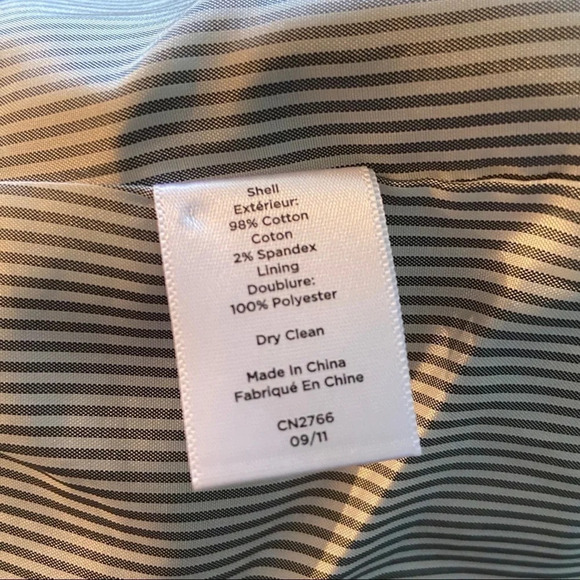 Shell
Extérieur:
98% Cotton
Coton
2% Spandex
Lining
Doublure:
100% Polyester
Dry Clean
Made In China
Fabriqué En Chine
CN2766
09/11